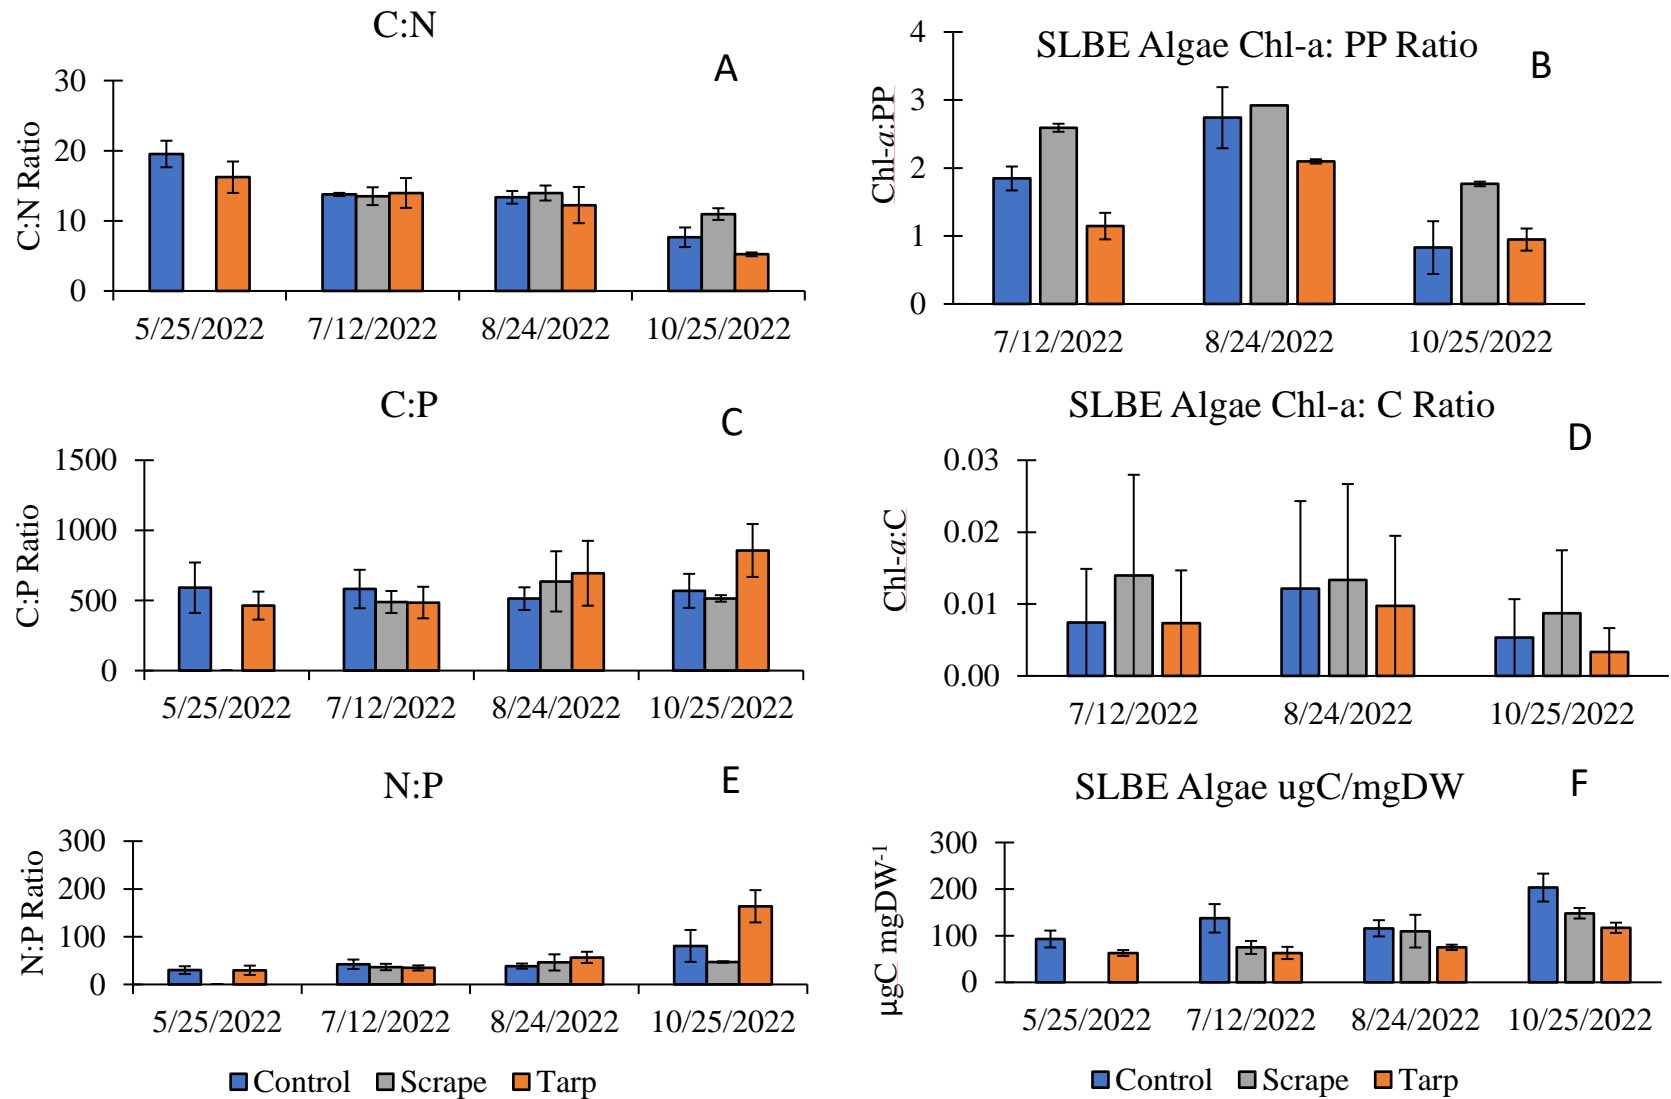 C:N
A
30
20
10
0
C:N Ratio
5/25/2022 7/12/2022 8/24/2022 10/25/2022
SLBE Algae Chl-a: PP Ratio
B
4
3
2
1
0
Chl-a:PP
7/12/2022 8/24/2022 10/25/2022
C:P
C
1500
1000
500
0
C:P Ratio
5/25/2022 7/12/2022 8/24/2022 10/25/2022
SLBE Algae Chl-a: C Ratio
D
0.03
0.02
0.01
0.00
Chl-a:C
7/12/2022 8/24/2022 10/25/2022
N:P
E
300
200
100
0
N:P Ratio
5/25/2022 7/12/2022 8/24/2022 10/25/2022
Control Scrape Tarp
SLBE Algae ugC/mgDW
F
300
200
100
0
µgC mgDW-1
5/25/2022 7/12/2022 8/24/2022 10/25/2022
Control Scrape Tarp